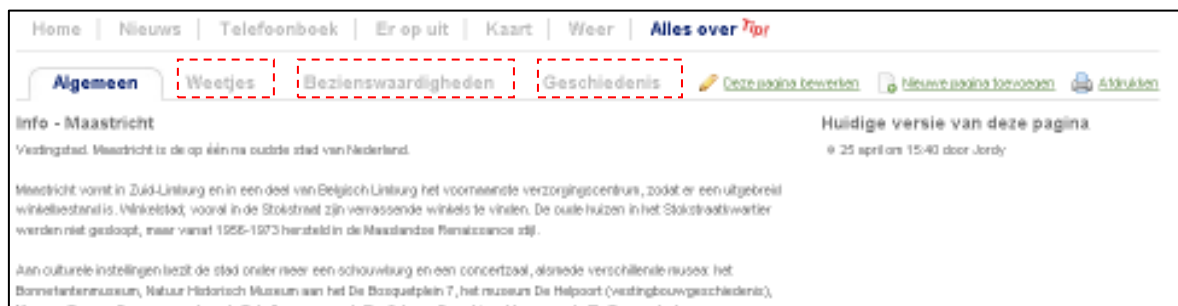 Home | Nieuws | Telefoonboek | Er op uit | Kaart | Weer | Alles over Tip!
Algemeen Weetjes Bezienswaardigheden Geschiedenis Deze pagina bewerken Nieuwe pagina toevoegen Afdrukken
Info - Maastricht
Huidige versie van deze pagina
Vestingstad. Maastricht is de op één na oudste stad van Nederland.
25 april om 15:40 door Jordy
Maastricht vormt in Zuid-Limburg en in een deel van Belgisch Limburg het voornaamste verzorgingscentrum, zodat er een uitgebreid
winkelbestand is. Winkelstad; vooral in de Stokstraat zijn verrassende winkels te vinden. De oude huizen in het Stokstraatkwartier
werden niet gesloopt, maar vanaf 1956-1973 hersteld in de Maaslandse Renaissance stijl.
Aan culturele instellingen bezit de stad onder meer een schouwburg en een concertzaal, alsmede verschillende musea: het
Bonnefantenmuseum, Natuur Historisch Museum aan het De Bosquetplein 7, het museum De Helpoort (vestingbouwgeschiedenis),